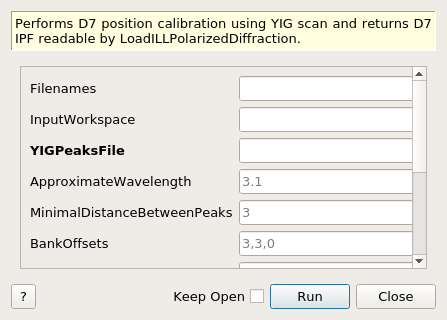 Performs D7 position calibration using YIG scan and returns D7
IPF readable by LoadILLPolarizedDiffraction.
Filenames
InputWorkspace
YIGPeaksFile
ApproximateWavelength 3.1
MinimalDistanceBetweenPeaks 3
BankOffsets 3,3,0
? Keep Open Run Close